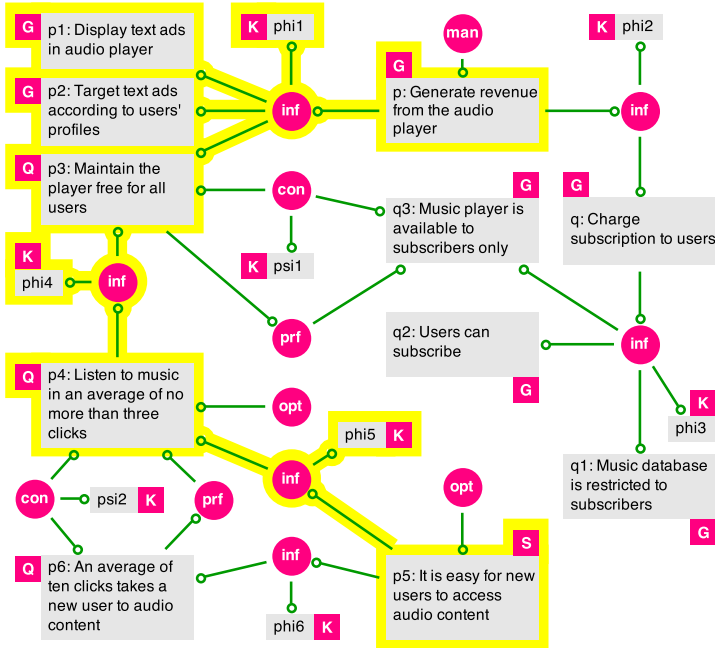 G p1: Display text ads
in audio player
K phi1
man
K phi2
G
G p2: Target text ads
according to users'
profiles
inf
p: Generate revenue
from the audio
player
inf
Q p3: Maintain the
player free for all
users
con
G
q3: Music player is
available to
subscribers only
G
q: Charge
subscription to users
K
phi4
inf
K psi1
prf
q2: Users can
subscribe
G
inf
K
phi3
Q p4: Listen to music
in an average of no
more than three
clicks
opt
phi5 K
q1: Music database
is restricted to
subscribers
G
con
psi2 K
prf
inf
opt
S
Q p6: An average of
ten clicks takes a
new user to audio
content
inf
p5: It is easy for new
users to access
audio content
phi6 K